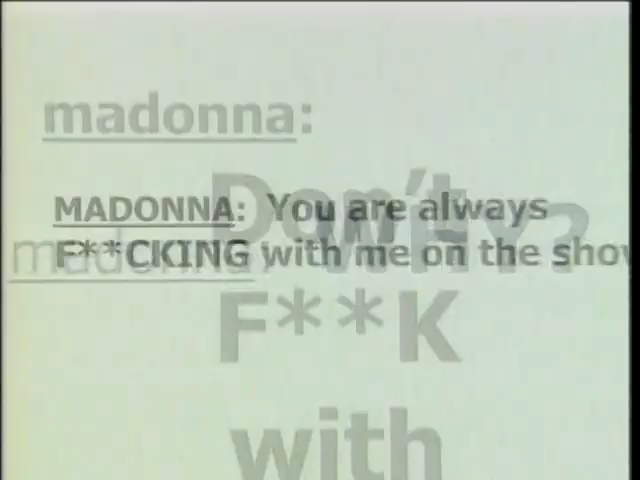 madonna:
Don't
MADONNA: You are always
madonna: WHY?
F**CKING with me on the show
F**K
with